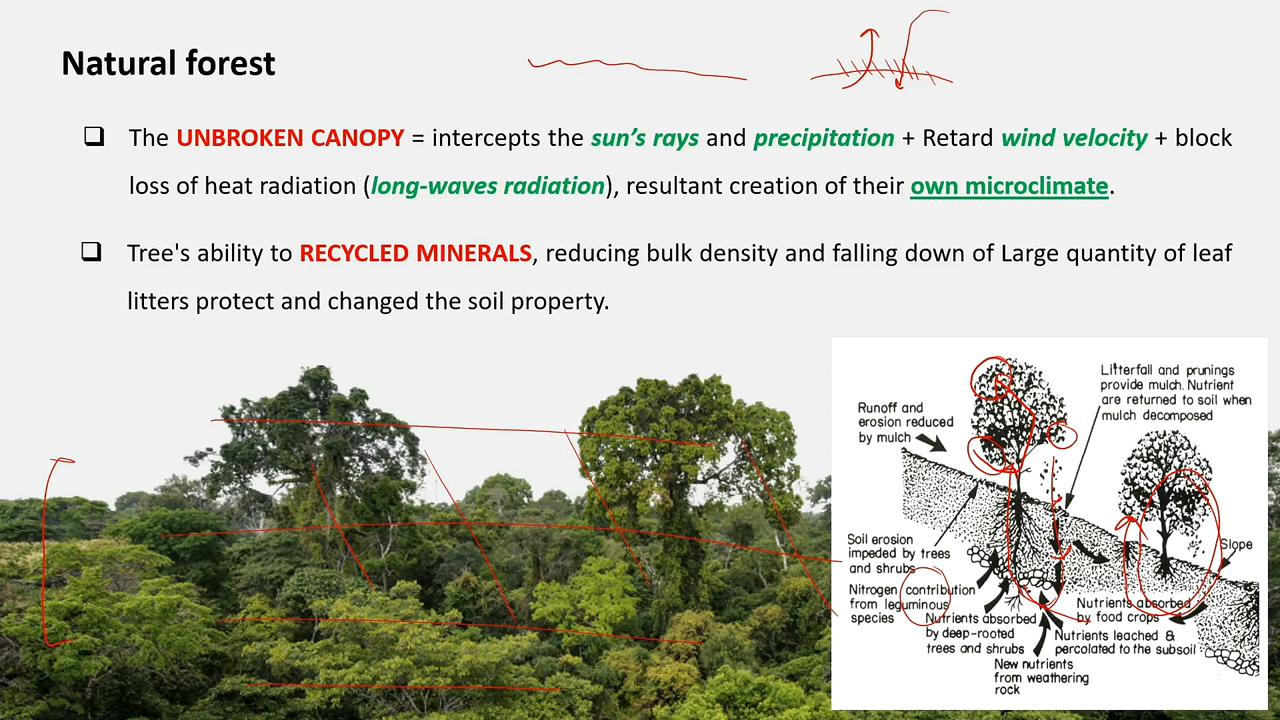 Natural forest
❑ The UNBROKEN CANOPY = intercepts the sun’s rays and precipitation + Retard wind velocity + block
loss of heat radiation (long-waves radiation), resultant creation of their own microclimate.
❑ Tree's ability to RECYCLED MINERALS, reducing bulk density and falling down of Large quantity of leaf
litters protect and changed the soil property.
Litterfall and prunings
provide mulch. Nutrient
are returned to soil when
mulch decomposed
Runoff and
erosion reduced
by mulch
Soil erosion
impeded by trees
and shrubs
Slope
Nitrogen contribution
from leguminous
species
Nutrients absorbed
by food crops
Nutrients absorbed
by deep-rooted
trees and shrubs
Nutrients leached &
percolated to the subsoil
New nutrients
from weathering
rock